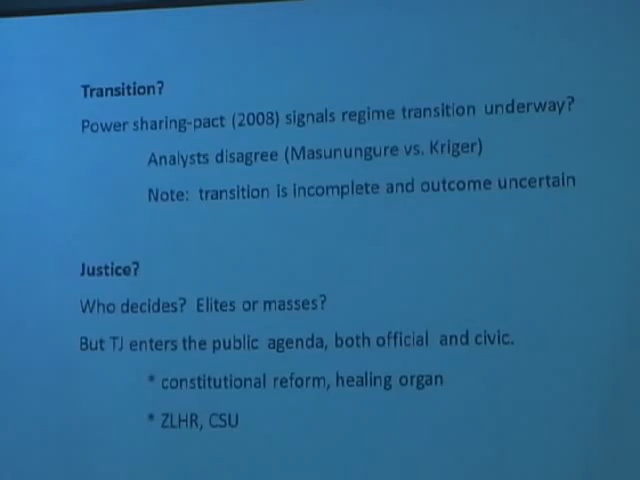 Transition?
Power sharing-pact (2008) signals regime transition underway?
Analysts disagree (Masunungure vs. Kriger)
Note: transition is incomplete and outcome uncertain
Justice?
Who decides? Elites or masses?
But TJ enters the public agenda, both official and civic.
* constitutional reform, healing organ
* ZLHR, CSU